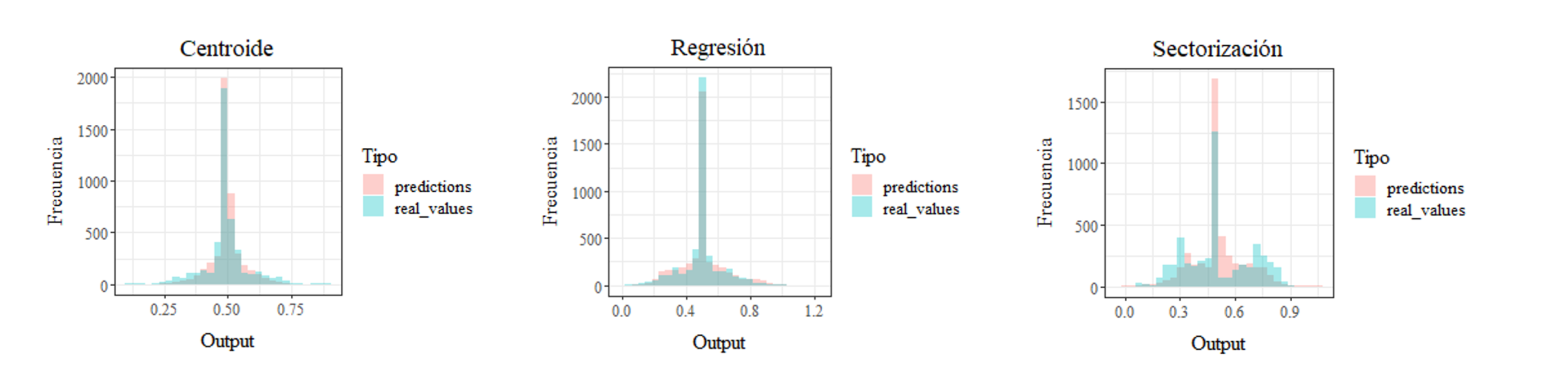 Centroide
Frecuencia
2000
1500
1000
500
0
0.25 0.50 0.75
Output
Tipo
predictions
real_values
Regresión
Frecuencia
2000
1500
1000
500
0
0.0 0.4 0.8 1.2
Output
Tipo
predictions
real_values
Sectorización
Frecuencia
1500
1000
500
0
0.0 0.3 0.6 0.9
Output
Tipo
predictions
real_values